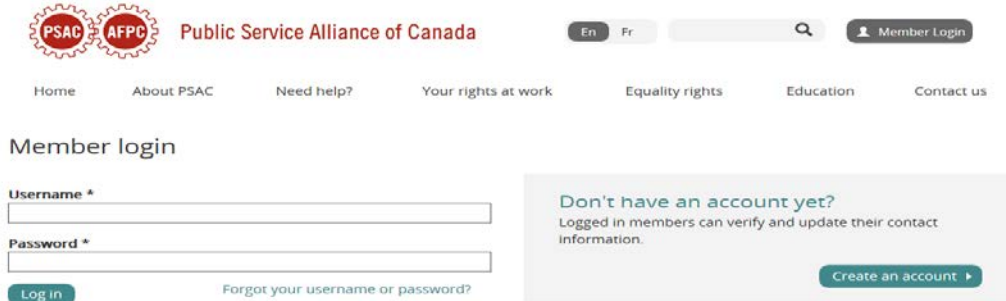 PSAC AFPC Public Service Alliance of Canada En Fr Member Login
Home About PSAC Need help? Your rights at work Equality rights Education Contact us
Member login
Username *
Password *
Log in Forgot your username or password?
Don't have an account yet?
Logged in members can verify and update their contact
information.
Create an account